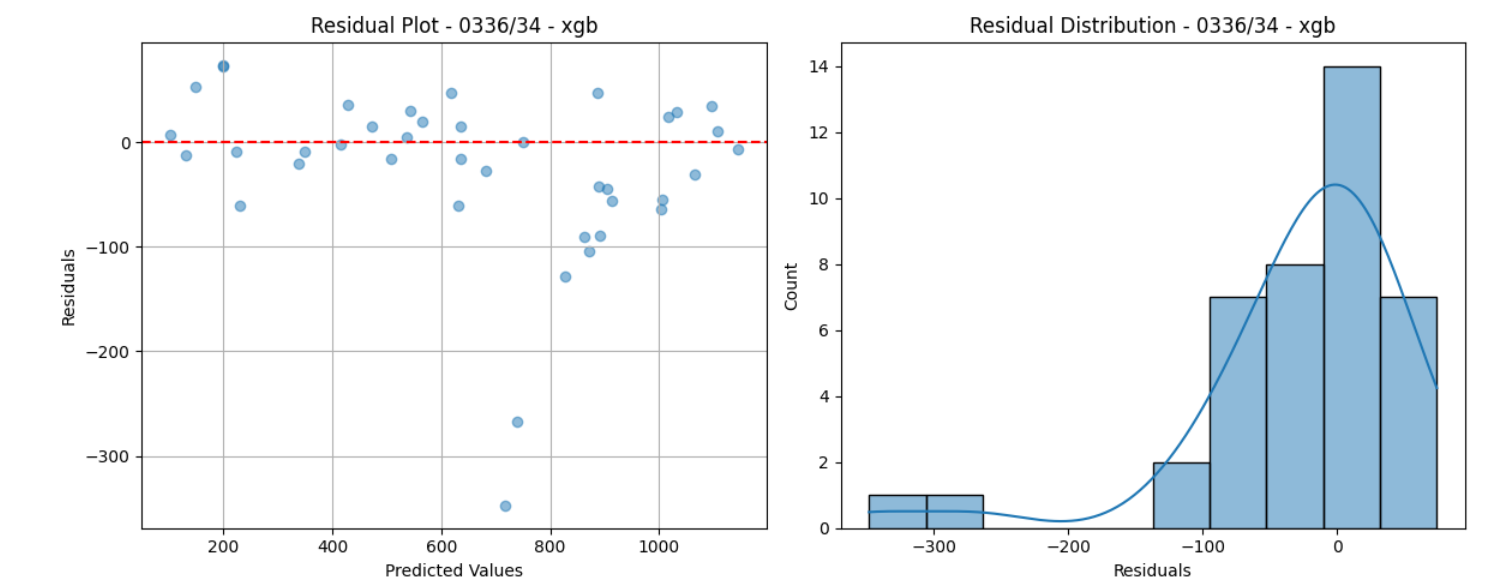 Residual Plot - 0336/34 - xgb
Residuals
0
−100
−200
−300
200 400 600 800 1000
Predicted Values
Residual Distribution - 0336/34 - xgb
Count
14
12
10
8
6
4
2
0
−300 −200 −100 0
Residuals